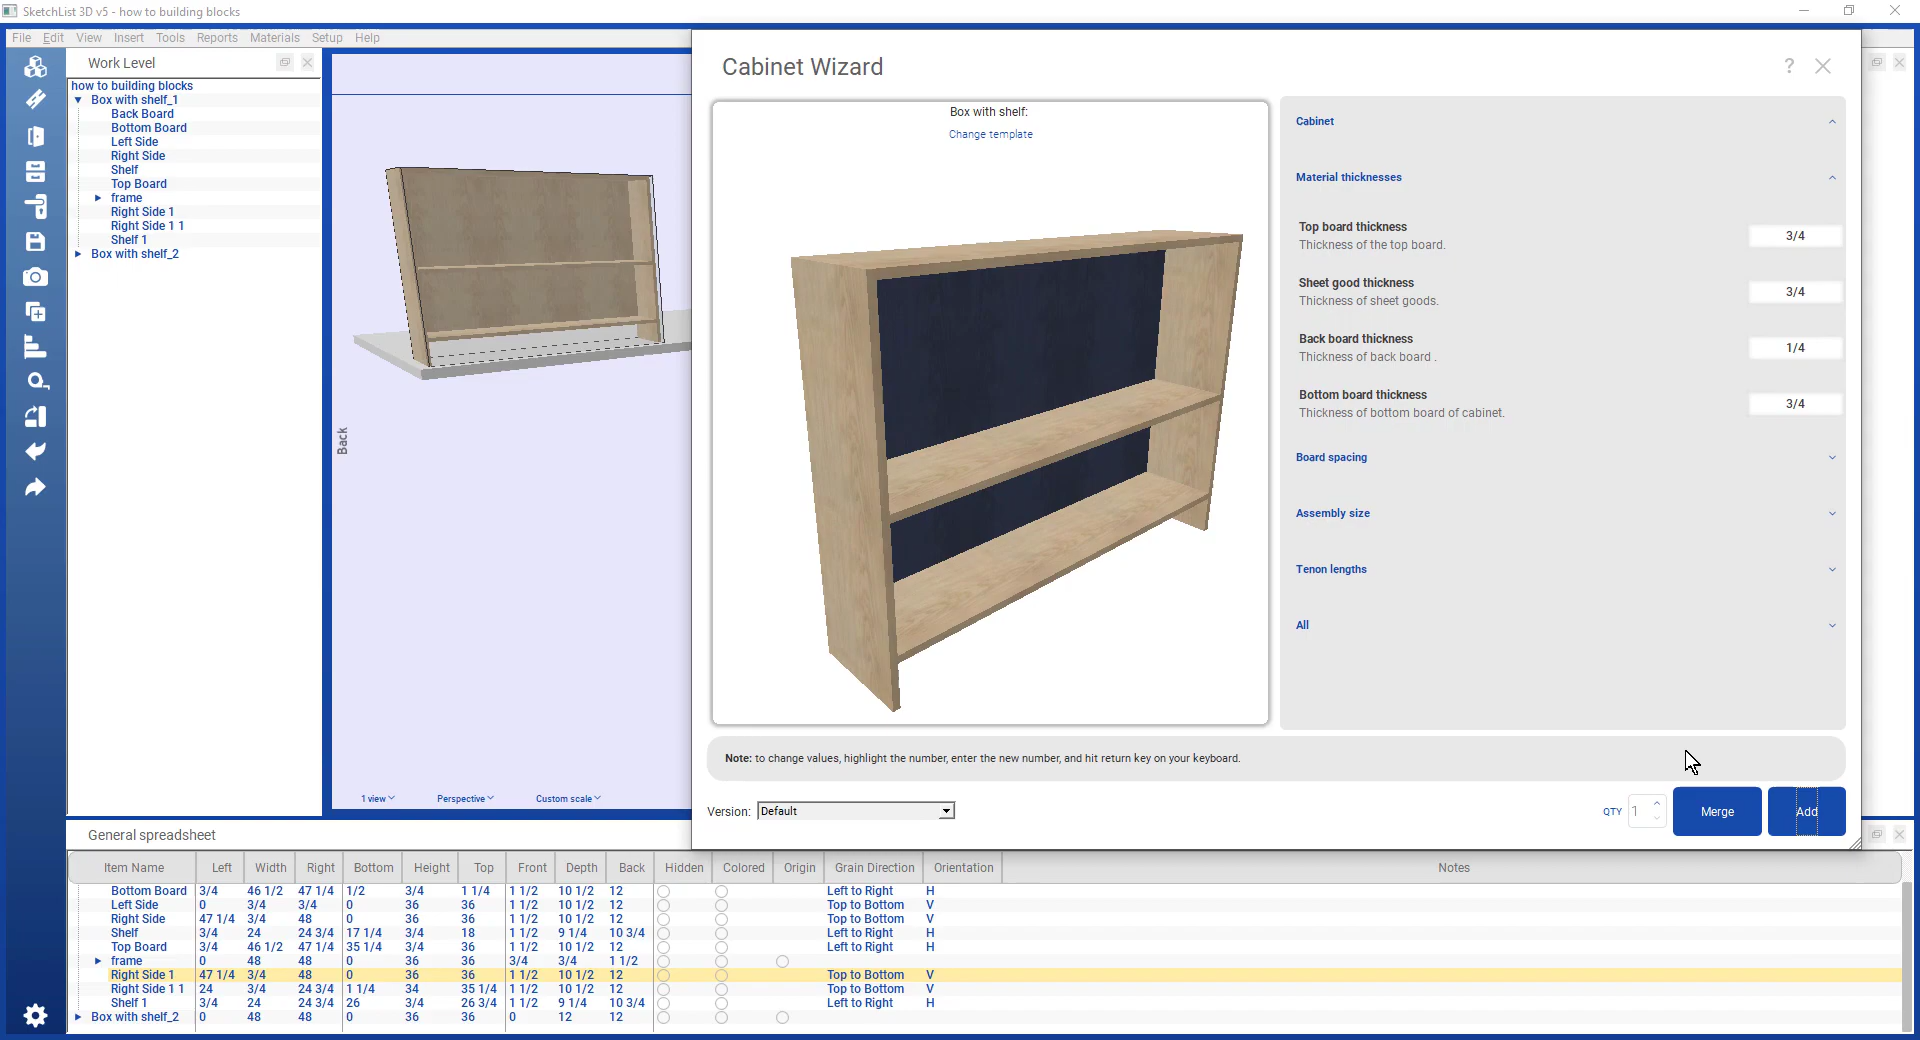 SketchList 3D v5 - how to building blocks
File Edit View Insert Tools Reports Materials Setup Help
Work Level
how to building blocks
Box with shelf_1
Back Board
Bottom Board
Left Side
Right Side
Shelf
Top Board
frame
Right Side 1
Right Side 1 1
Shelf 1
Box with shelf_2
Back
1 view Perspective Custom scale
Cabinet Wizard
?
Box with shelf:
Change template
Cabinet
Material thicknesses
Top board thickness
Thickness of the top board.
3/4
Sheet good thickness
Thickness of sheet goods.
3/4
Back board thickness
Thickness of back board .
1/4
Bottom board thickness
Thickness of bottom board of cabinet.
3/4
Board spacing
Assembly size
Tenon lengths
All
Note: to change values, highlight the number, enter the new number, and hit return key on your keyboard.
Version: Default
QTY 1 Merge Add
General spreadsheet
Item Name Left Width Right Bottom Height Top Front Depth Back Hidden Colored Origin Grain Direction Orientation Notes
Bottom Board 3/4 46 1/2 47 1/4 1/2 3/4 1 1/4 1 1/2 10 1/2 12 Left to Right H
Left Side 0 3/4 3/4 0 36 36 1 1/2 10 1/2 12 Top to Bottom V
Right Side 47 1/4 3/4 48 0 36 36 1 1/2 10 1/2 12 Top to Bottom V
Shelf 3/4 24 24 3/4 17 1/4 3/4 18 1 1/2 9 1/4 10 3/4 Left to Right H
Top Board 3/4 46 1/2 47 1/4 35 1/4 3/4 36 1 1/2 10 1/2 12 Left to Right H
frame 0 48 48 0 36 36 3/4 3/4 1 1/2
Right Side 1 47 1/4 3/4 48 0 36 36 1 1/2 10 1/2 12 Top to Bottom V
Right Side 1 1 24 3/4 24 3/4 1 1/4 34 35 1/4 1 1/2 10 1/2 12 Top to Bottom V
Shelf 1 3/4 24 24 3/4 26 3/4 26 3/4 1 1/2 9 1/4 10 3/4 Left to Right H
Box with shelf_2 0 48 48 0 36 36 0 12 12